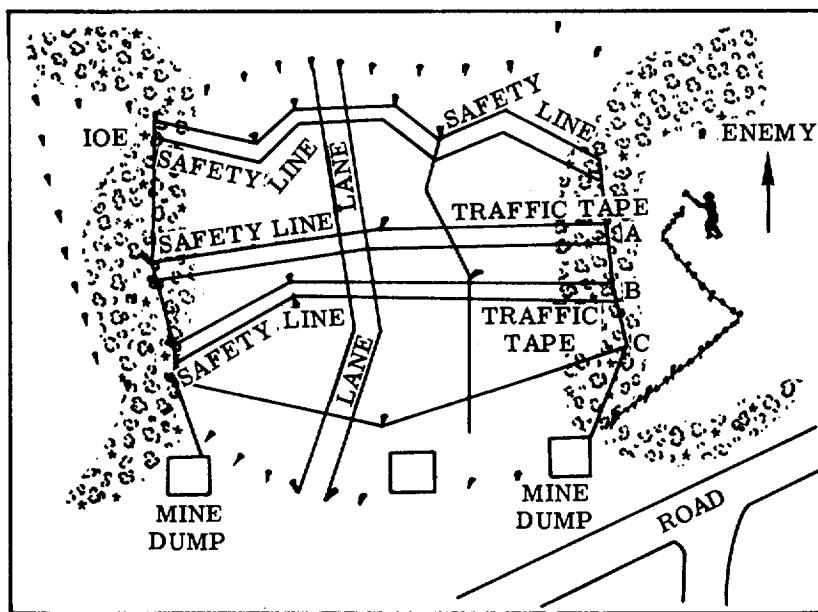 SAFETY
LINE
IOE
SAFETY
LINE
ENEMY
LANE
TRAFFIC TAPE
SAFETY LINE
A
B
SAFETY LINE
TRAFFIC
TAPE
C
LANE
MINE
DUMP
MINE
DUMP
ROAD